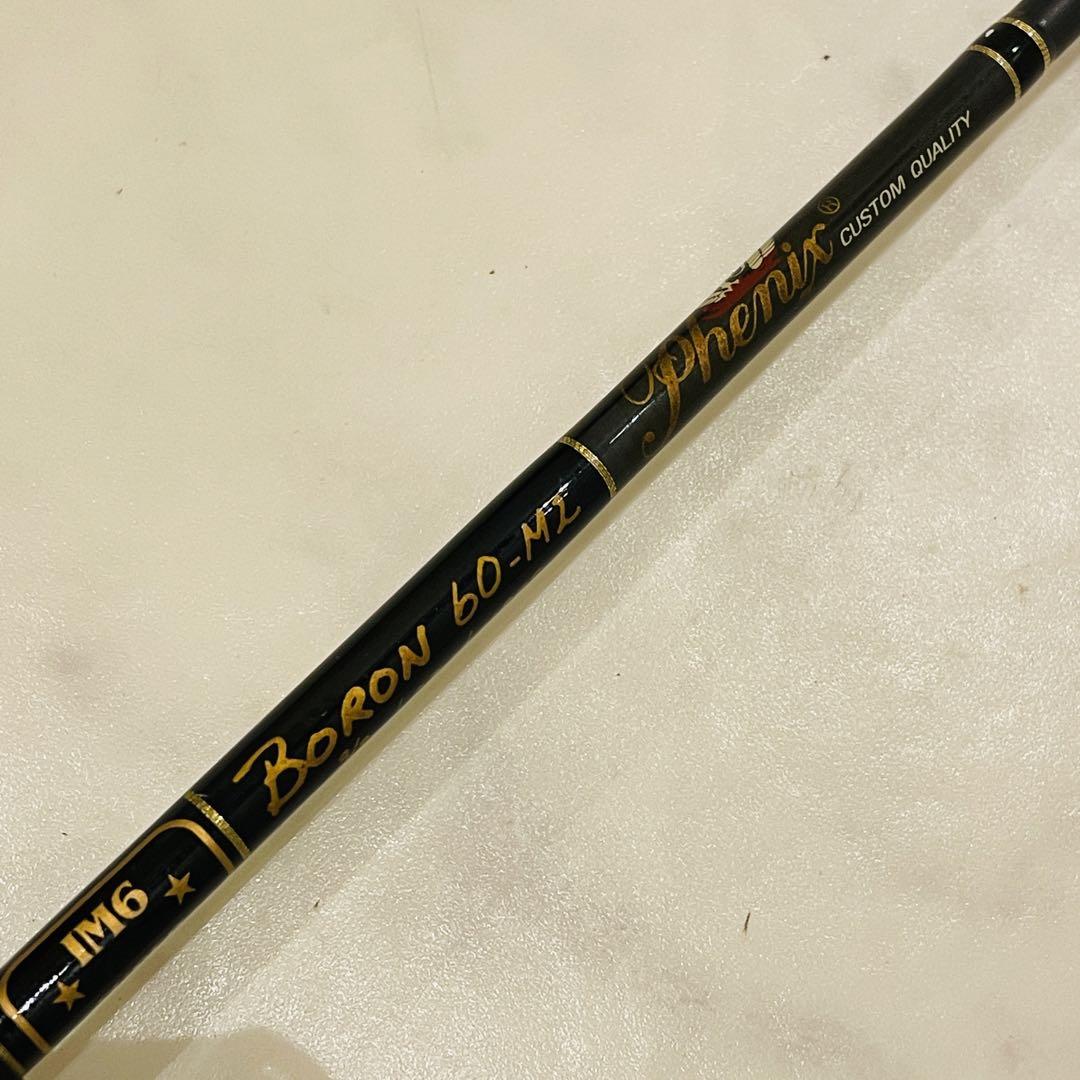 IM6
BORON 60-ML
Phenix® CUSTOM QUALITY